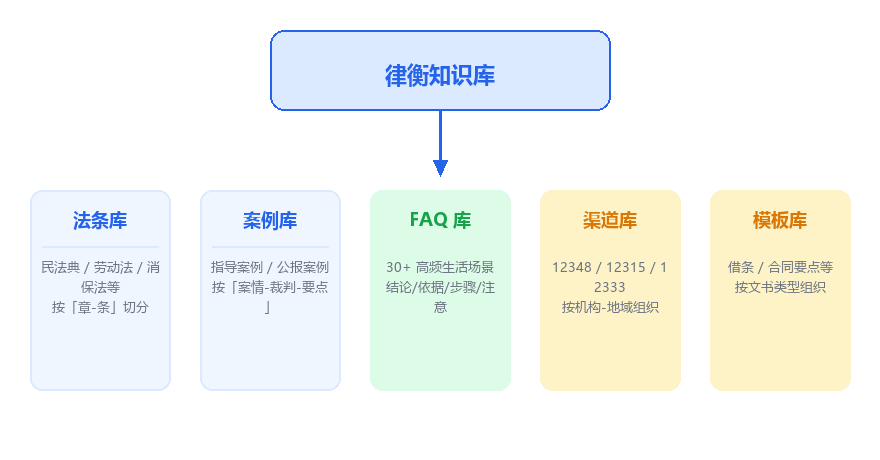 律衡知识库
法条库
民法典 / 劳动法 / 消
保法等
按「章-条」切分
案例库
指导案例 / 公报案例
按「案情-裁判-要点
」
FAQ 库
30+ 高频生活场景
结论/依据/步骤/注
意
渠道库
12348 / 12315 / 1
2333
按机构-地域组织
模板库
借条 / 合同要点等
按文书类型组织